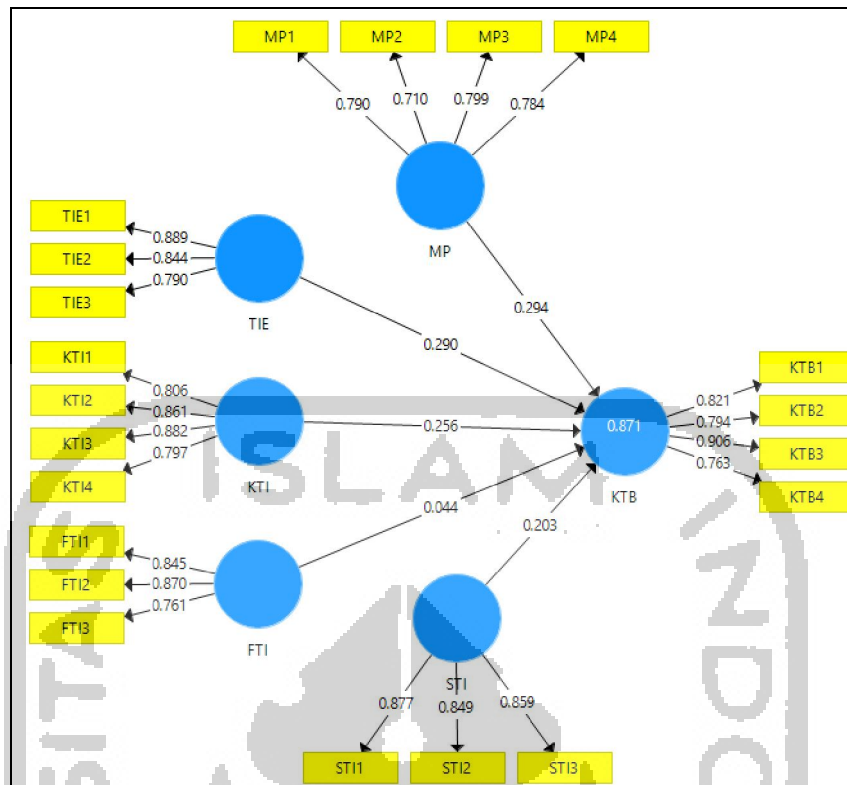 MP1 MP2 MP3 MP4
0.790 0.710 0.799 0.784
MP
TIE1
TIE2
TIE3
0.889
0.844
0.790
TIE
0.294
0.290
KTI1
KTI2
KTI3
KTI4
0.806
0.861
0.882
0.797
KTI
0.256
0.871
KTB
KTB1
KTB2
KTB3
KTB4
0.821
0.794
0.906
0.763
0.044
0.203
FTI1
FTI2
FTI3
0.845
0.870
0.761
FTI
STI
0.877 0.849 0.859
STI1 STI2 STI3
ISLAM
SITAS
INDO